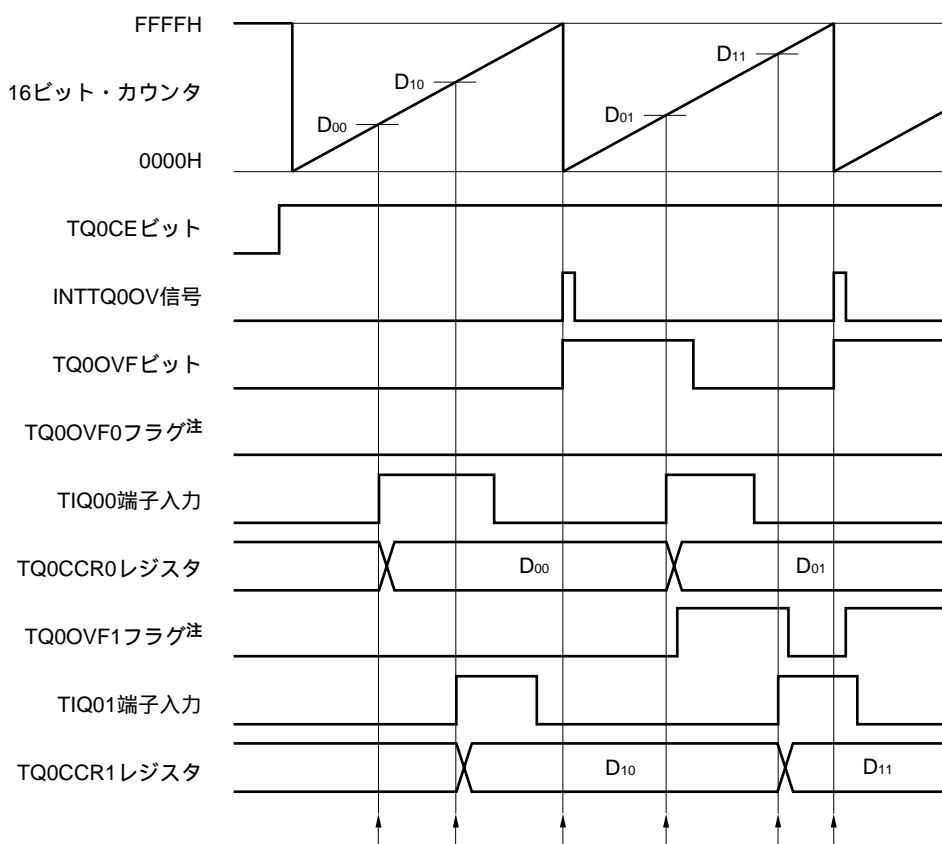 FFFFH
D11
D10
16ビット・カウンタ
D01
D00
0000H
TQ0CEビット
INTTQ0OV信号
TQ0OVFビット
TQ0OVF0フラグ注
TIQ00端子入力
TQ0CCR0レジスタ
D00
D01
TQ0OVF1フラグ注
TIQ01端子入力
TQ0CCR1レジスタ
D10
D11